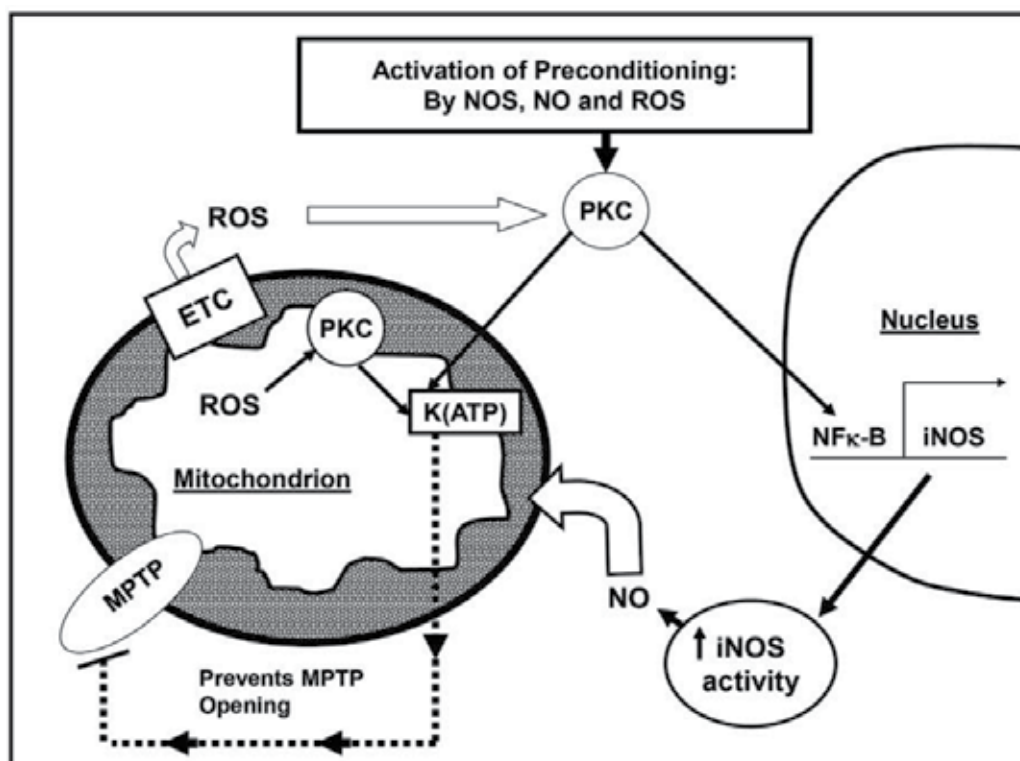 Activation of Preconditioning:
By NOS, NO and ROS
PKC
ROS
ETC
PKC
Nucleus
ROS
K(ATP)
NFκ-B
iNOS
Mitochondrion
MPTP
NO
↑ iNOS
activity
Prevents MPTP
Opening